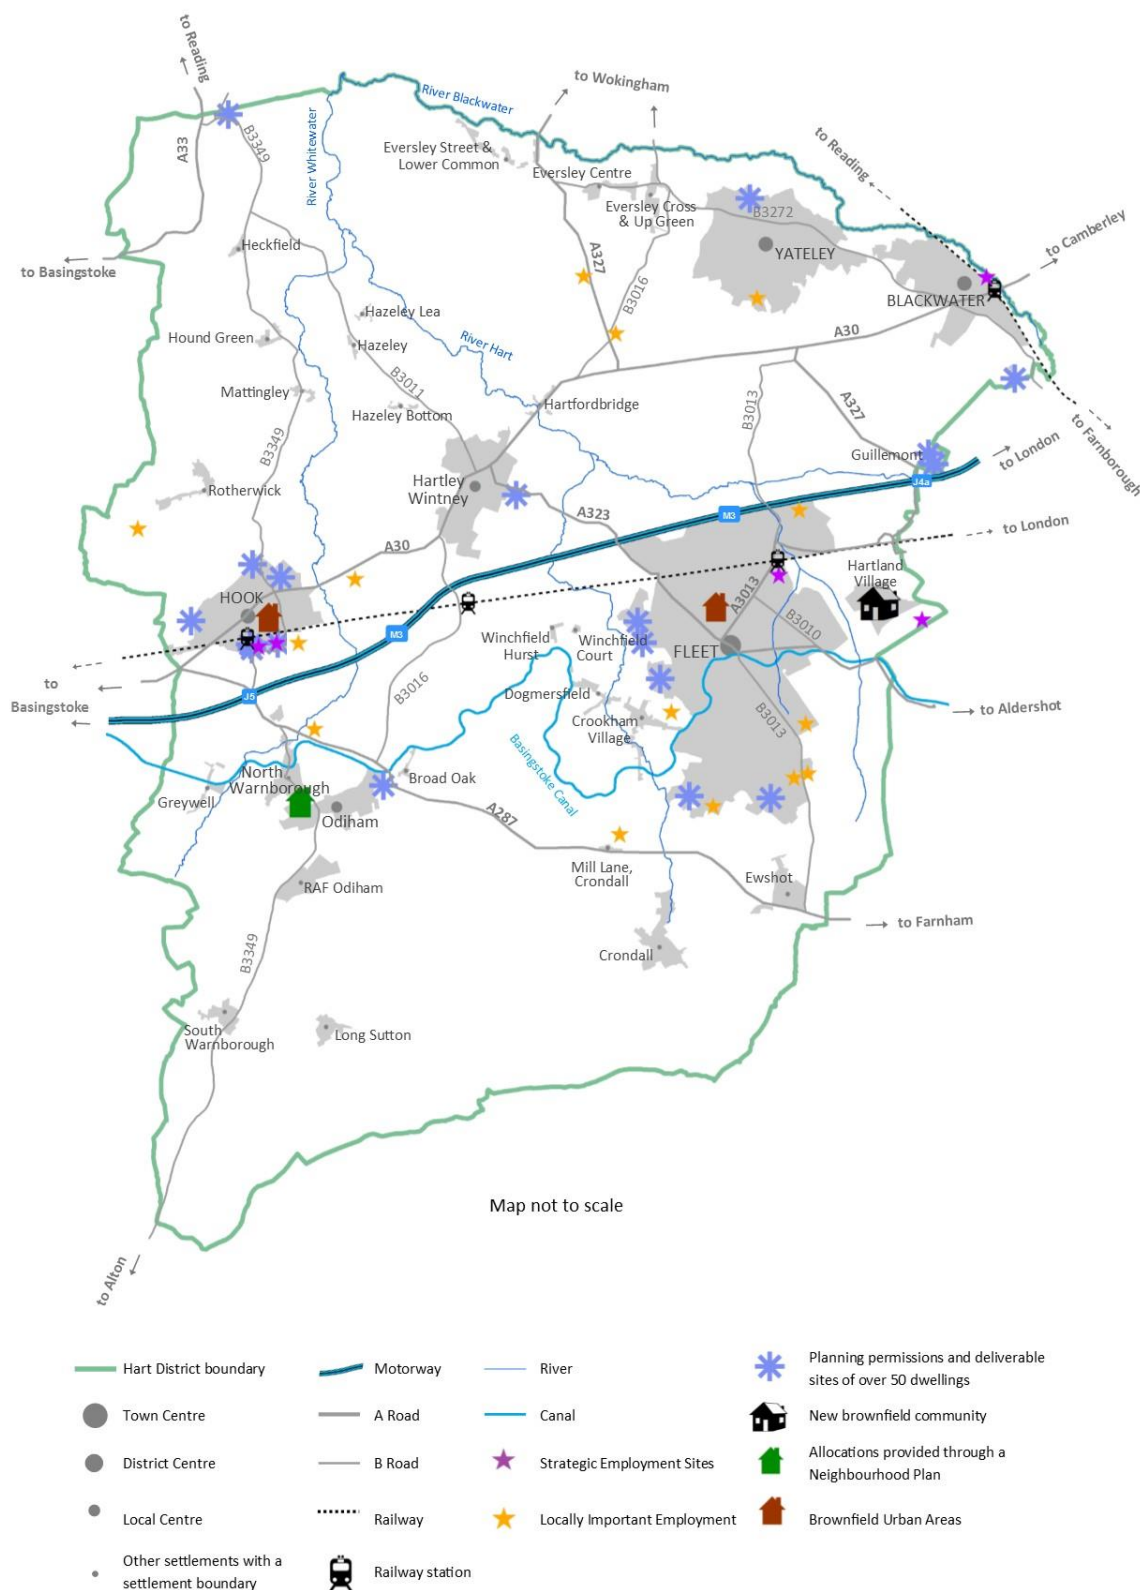 to Reading
to Wokingham
River Blackwater
A33
B3349
River Whitewater
Eversley Street &
Lower Common
to Reading
Eversley Centre
Eversley Cross
& Up Green
B3272
YATELEY
to Camberley
Heckfield
to Basingstoke
A327
B3016
BLACKWATER
Hazeley Lea
Hound Green
Hazeley
River Hart
A30
Mattingley
B3011
Hazeley Bottom
Hartfordbridge
B3013
A327
to Farnborough
B3349
Guillemont
to London
Hartley
Wintney
Rotherwick
J4a
A323
M3
to London
A30
Hartland
Village
HOOK
A3013
B3010
M3
Winchfield
Hurst
Winchfield
Court
FLEET
to
Basingstoke
J5
B3016
Dogmersfield
Crookham
Village
B3013
to Aldershot
Basingstoke Canal
North
Warnborough
Broad Oak
Greywell
Odiham
A287
Mill Lane,
Crondall
RAF Odiham
Ewshot
to Farnham
B3349
Crondall
South
Warnborough
Long Sutton
Map not to scale
to Alton
Hart District boundary
Motorway
River
Planning permissions and deliverable
sites of over 50 dwellings
Town Centre
A Road
Canal
New brownfield community
District Centre
B Road
Strategic Employment Sites
Allocations provided through a
Neighbourhood Plan
Local Centre
Railway
Locally Important Employment
Brownfield Urban Areas
Other settlements with a
settlement boundary
Railway station